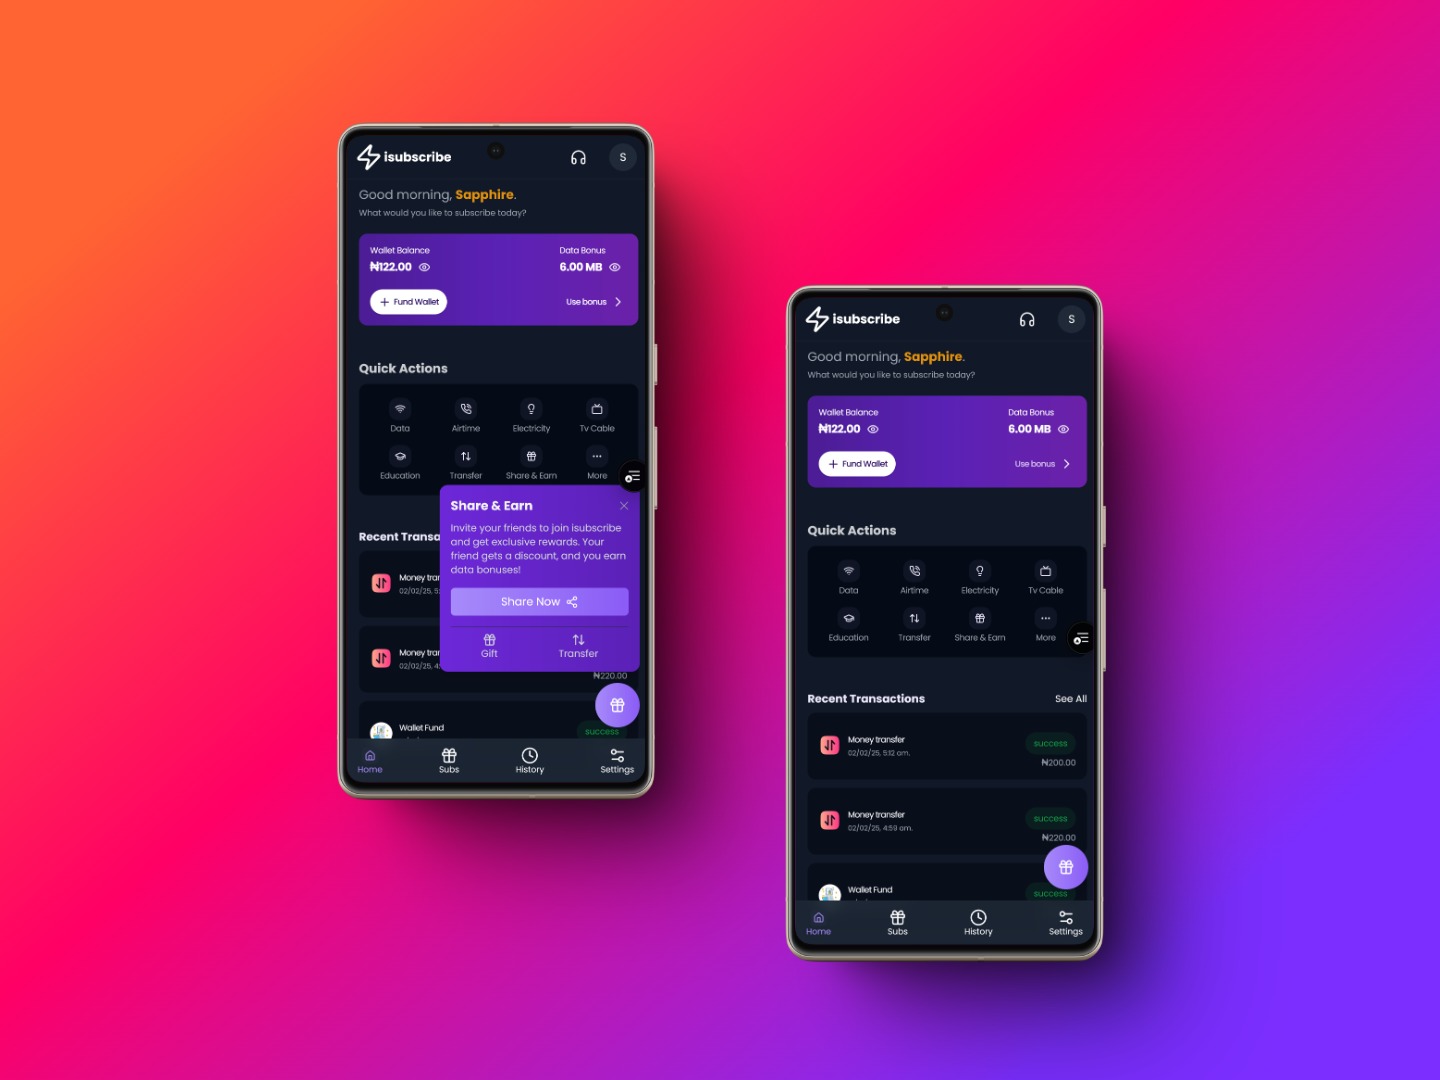 isubscribe
S
Good morning, Sapphire.
What would you like to subscribe today?
Wallet Balance
Data Bonus
₦122.00
6.00 MB
+ Fund Wallet
Use bonus
Quick Actions
Data
Airtime
Electricity
Tv Cable
Education
Transfer
Share & Earn
More
Share & Earn
Invite your friends to join isubscribe
and get exclusive rewards. Your
friend gets a discount, and you earn
data bonuses!
Share Now
Gift
Transfer
Recent Transa
Money tran
02/02/25, 5:
Money tran
02/02/25, 4:
₦220.00
Wallet Fund
success
Home
Subs
History
Settings
isubscribe
S
Good morning, Sapphire.
What would you like to subscribe today?
Wallet Balance
Data Bonus
₦122.00
6.00 MB
+ Fund Wallet
Use bonus
Quick Actions
Data
Airtime
Electricity
Tv Cable
Education
Transfer
Share & Earn
More
Recent Transactions
See All
Money transfer
success
02/02/25, 5:12 am.
₦200.00
Money transfer
success
02/02/25, 4:59 am.
₦220.00
Wallet Fund
success
Home
Subs
History
Settings